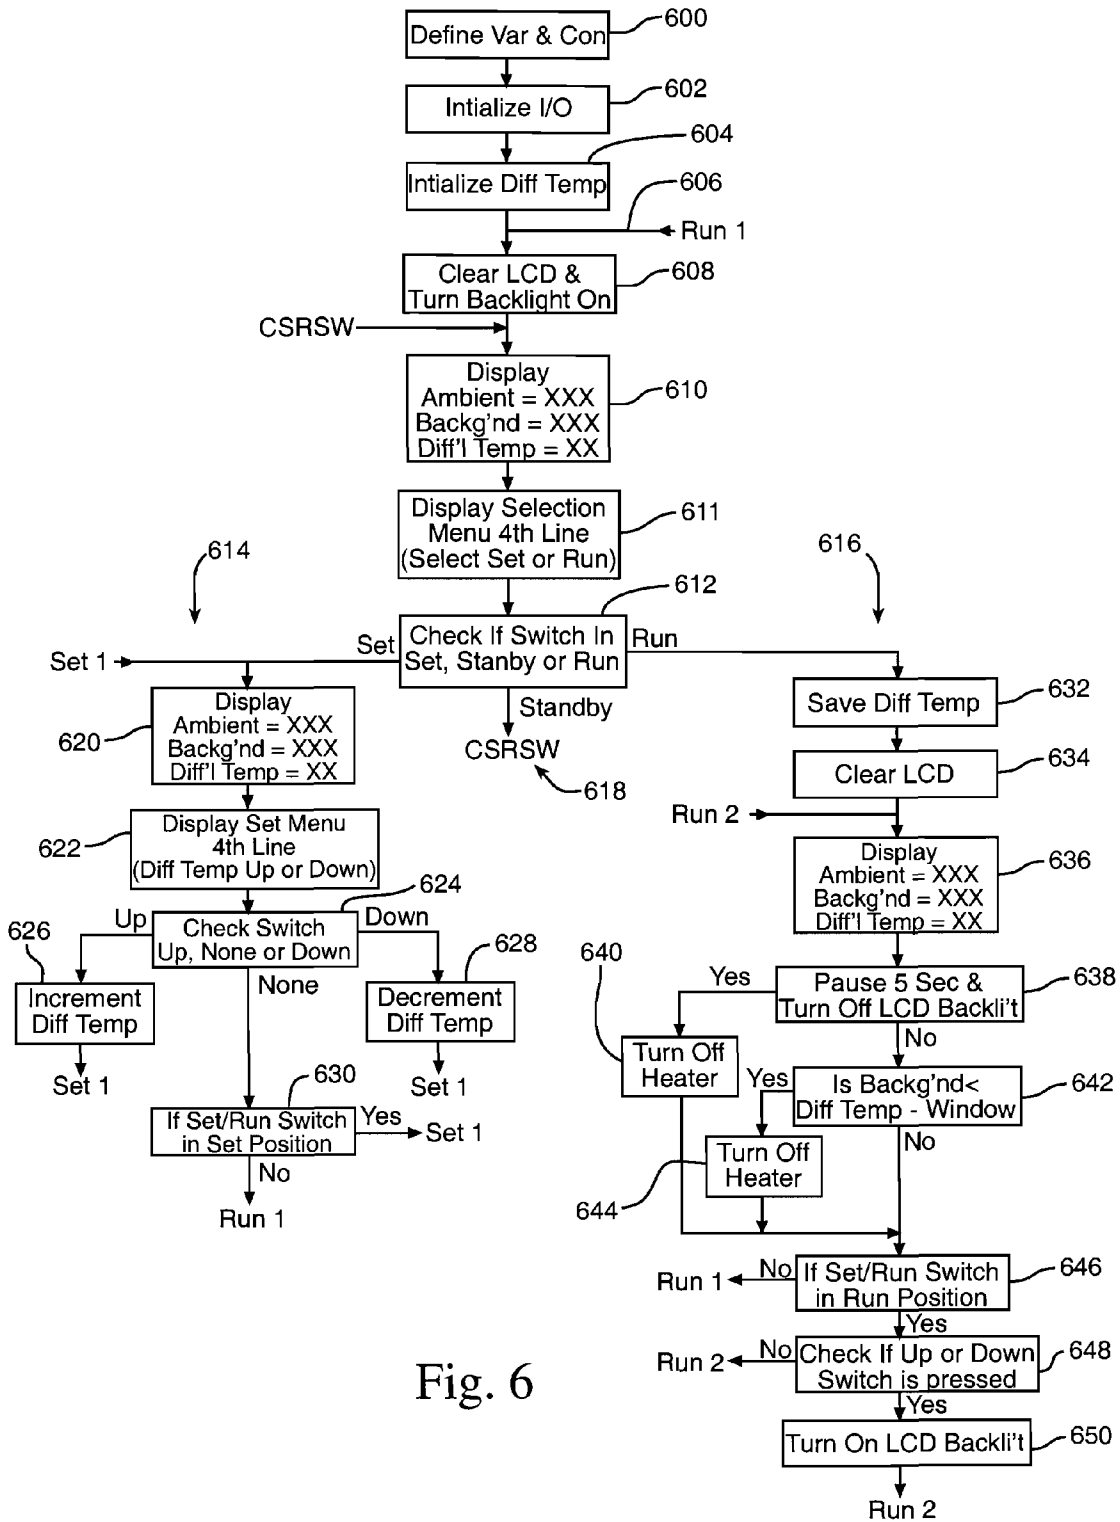 600
Define Var & Con
602
Intialize I/O
604
Intialize Diff Temp
606
Run 1
608
Clear LCD &
Turn Backlight On
CSRSW
610
Display
Ambient = XXX
Backg'nd = XXX
Diff'l Temp = XX
611
Display Selection
Menu 4th Line
(Select Set or Run)
614
616
612
Check If Switch In
Set, Stanby or Run
Set
Run
Set 1
Standby
CSRSW
618
620
Display
Ambient = XXX
Backg'nd = XXX
Diff'l Temp = XX
622
Display Set Menu
4th Line
(Diff Temp Up or Down)
624
Up
Check Switch
Up, None or Down
Down
None
626
Increment
Diff Temp
Set 1
628
Decrement
Diff Temp
Set 1
630
If Set/Run Switch
in Set Position
Yes
Set 1
No
Run 1
632
Save Diff Temp
634
Clear LCD
Run 2
636
Display
Ambient = XXX
Backg'nd = XXX
Diff'l Temp = XX
638
Yes
Pause 5 Sec &
Turn Off LCD Backli't
No
640
Turn Off
Heater
642
Yes
Is Backg'nd<
Diff Temp - Window
No
644
Turn Off
Heater
646
Run 1
No
If Set/Run Switch
in Run Position
Yes
648
Run 2
No
Check If Up or Down
Switch is pressed
Yes
650
Turn On LCD Backli't
Run 2
Fig. 6